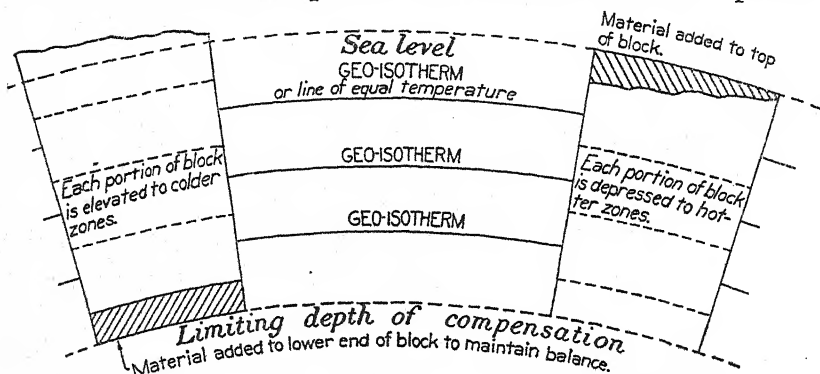 Material added to top
of block.
Sea level
GEO-ISOTHERM
or line of equal temperature
GEO-ISOTHERM
Each portion of block
is elevated to colder
zones.
Each portion of block
is depressed to hot-
ter zones.
GEO-ISOTHERM
Limiting depth of compensation
Material added to lower end of block to maintain balance.